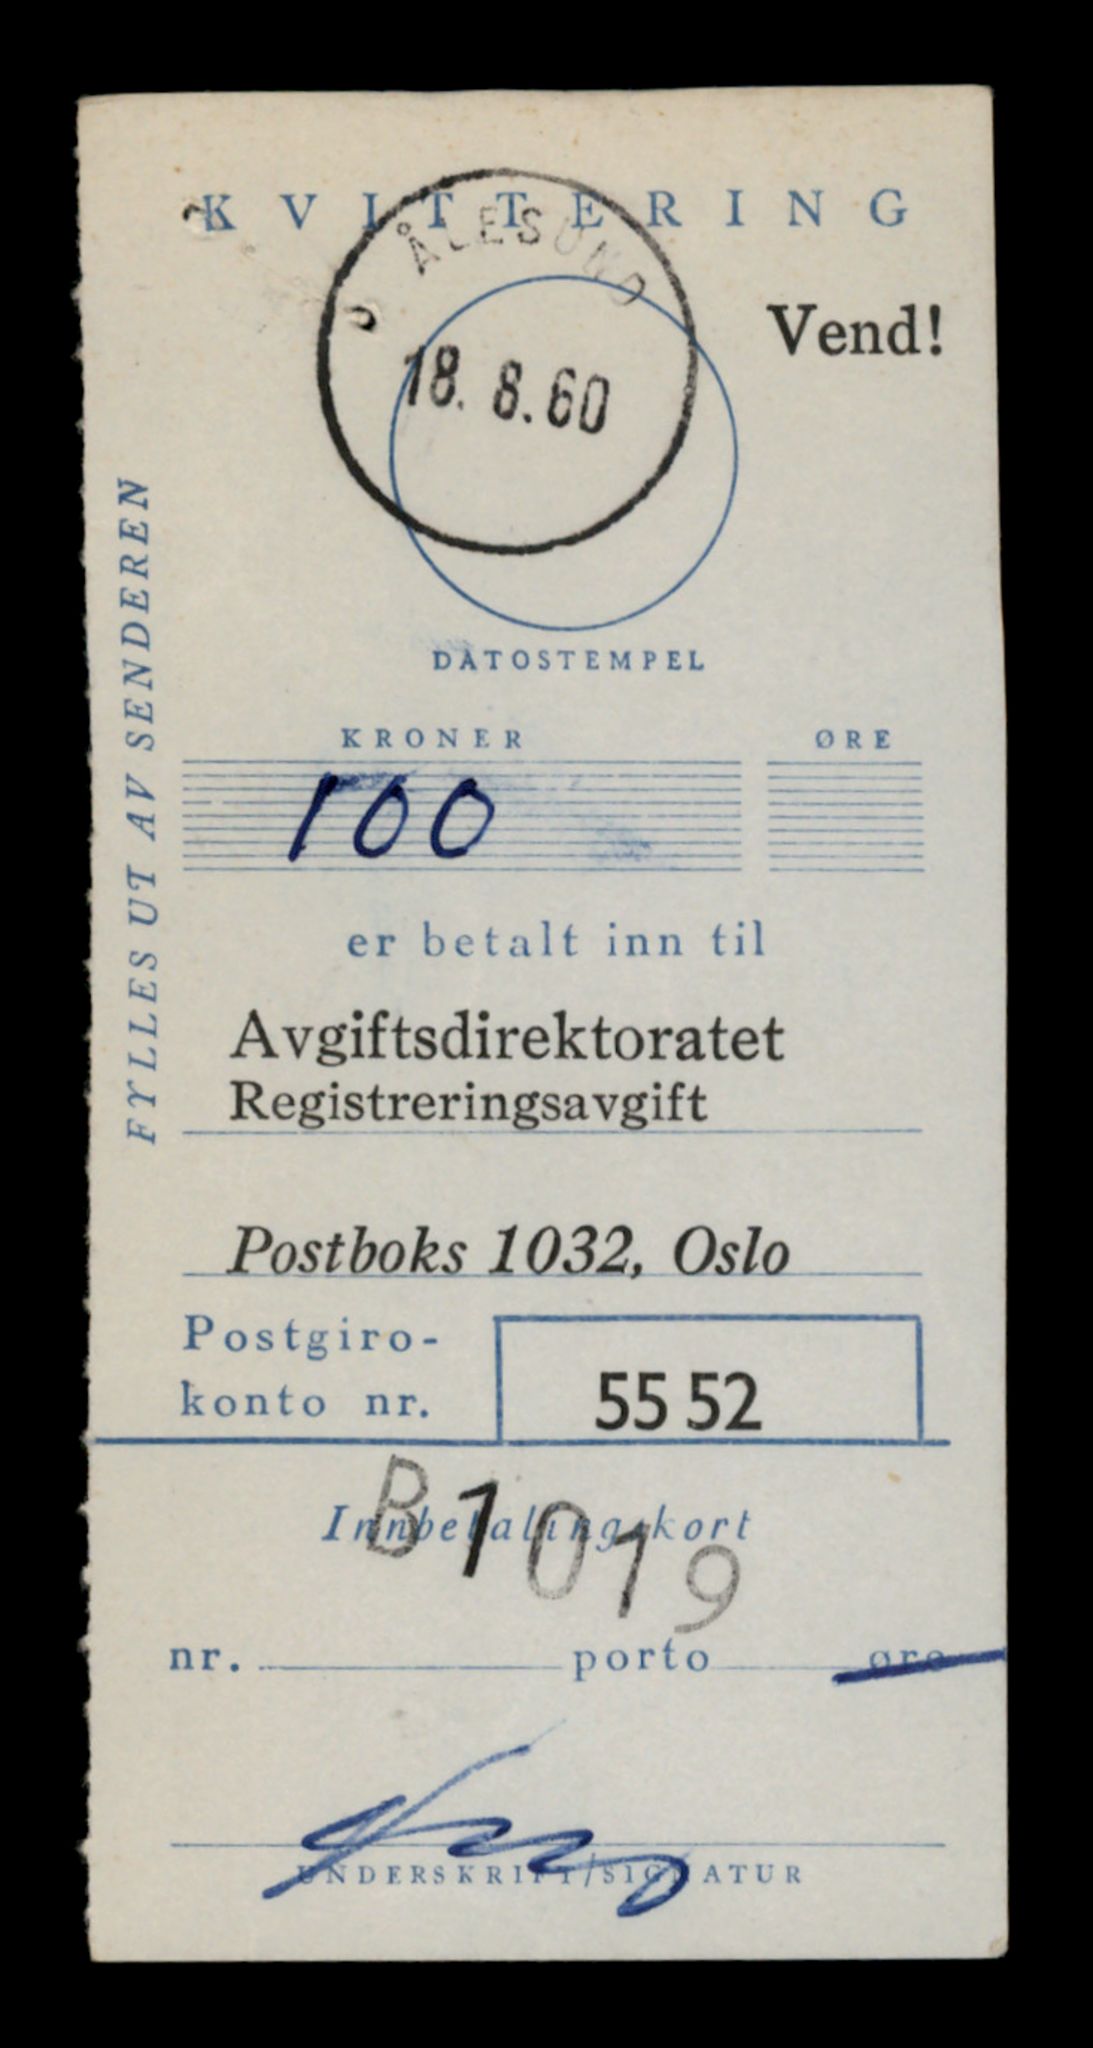 KVITTERING
ÅLESUND
18.8.60
Vend!
DATOSTEMPEL
FYLLES UT AV SENDEREN
KRONER ØRE
100
er betalt inn til
Avgiftsdirektoratet
Registreringsavgift
Postboks 1032, Oslo
Postgiro-
konto nr. 55 52
Innbetalingskort
B1019
nr. porto øre
UNDERSKRIFT/SIGNATUR